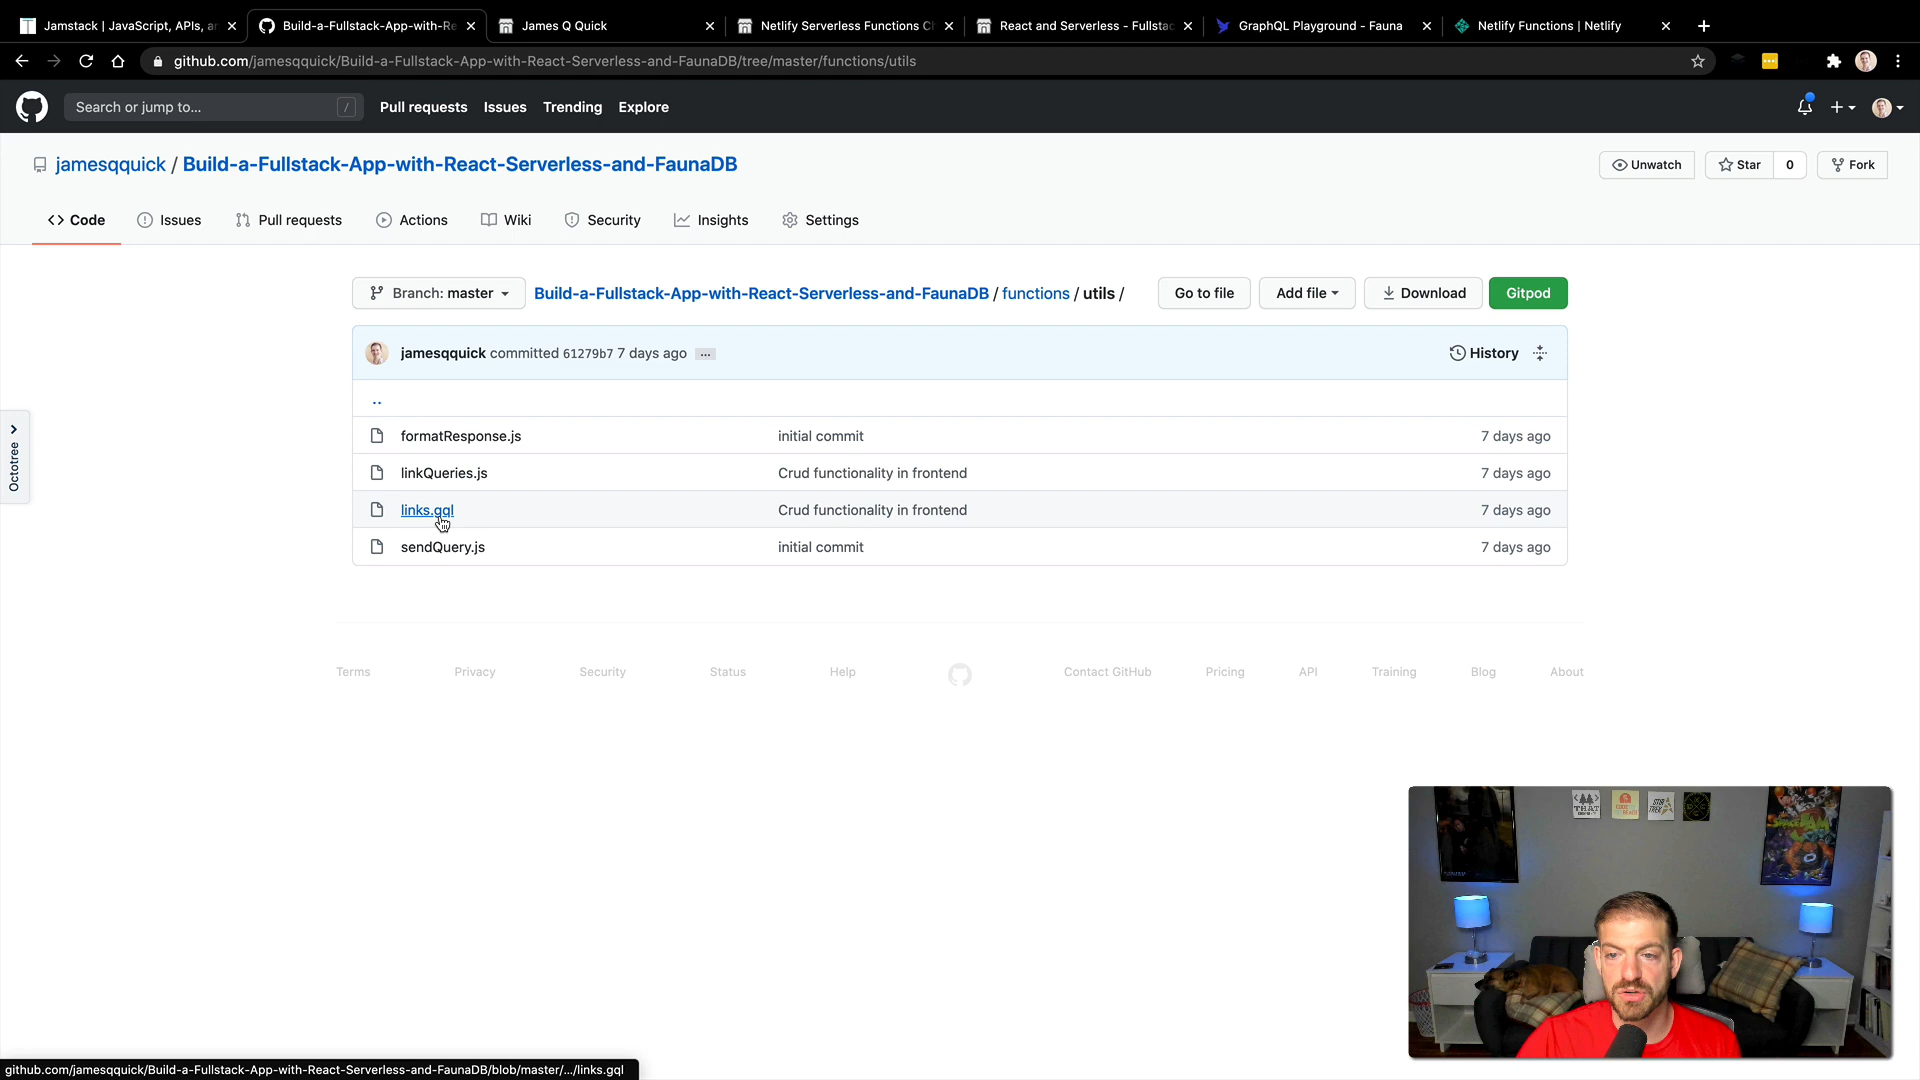 Jamstack | JavaScript, APIs, a
Build-a-Fullstack-App-with-Re
James Q Quick
Netlify Serverless Functions C
React and Serverless - Fullstac
GraphQL Playground - Fauna
Netlify Functions | Netlify
github.com/jamesqquick/Build-a-Fullstack-App-with-React-Serverless-and-FaunaDB/tree/master/functions/utils
Search or jump to... /
Pull requests Issues Trending Explore
jamesqquick / Build-a-Fullstack-App-with-React-Serverless-and-FaunaDB
Unwatch Star 0 Fork
Code Issues Pull requests Actions Wiki Security Insights Settings
Branch: master Build-a-Fullstack-App-with-React-Serverless-and-FaunaDB / functions / utils / Go to file Add file Download Gitpod
jamesqquick committed 61279b7 7 days ago ... History
..
formatResponse.js initial commit 7 days ago
linkQueries.js Crud functionality in frontend 7 days ago
links.gql Crud functionality in frontend 7 days ago
sendQuery.js initial commit 7 days ago
Octotree
Terms Privacy Security Status Help Contact GitHub Pricing API Training Blog About
THAT
github.com/jamesqquick/Build-a-Fullstack-App-with-React-Serverless-and-FaunaDB/blob/master/.../links.gql